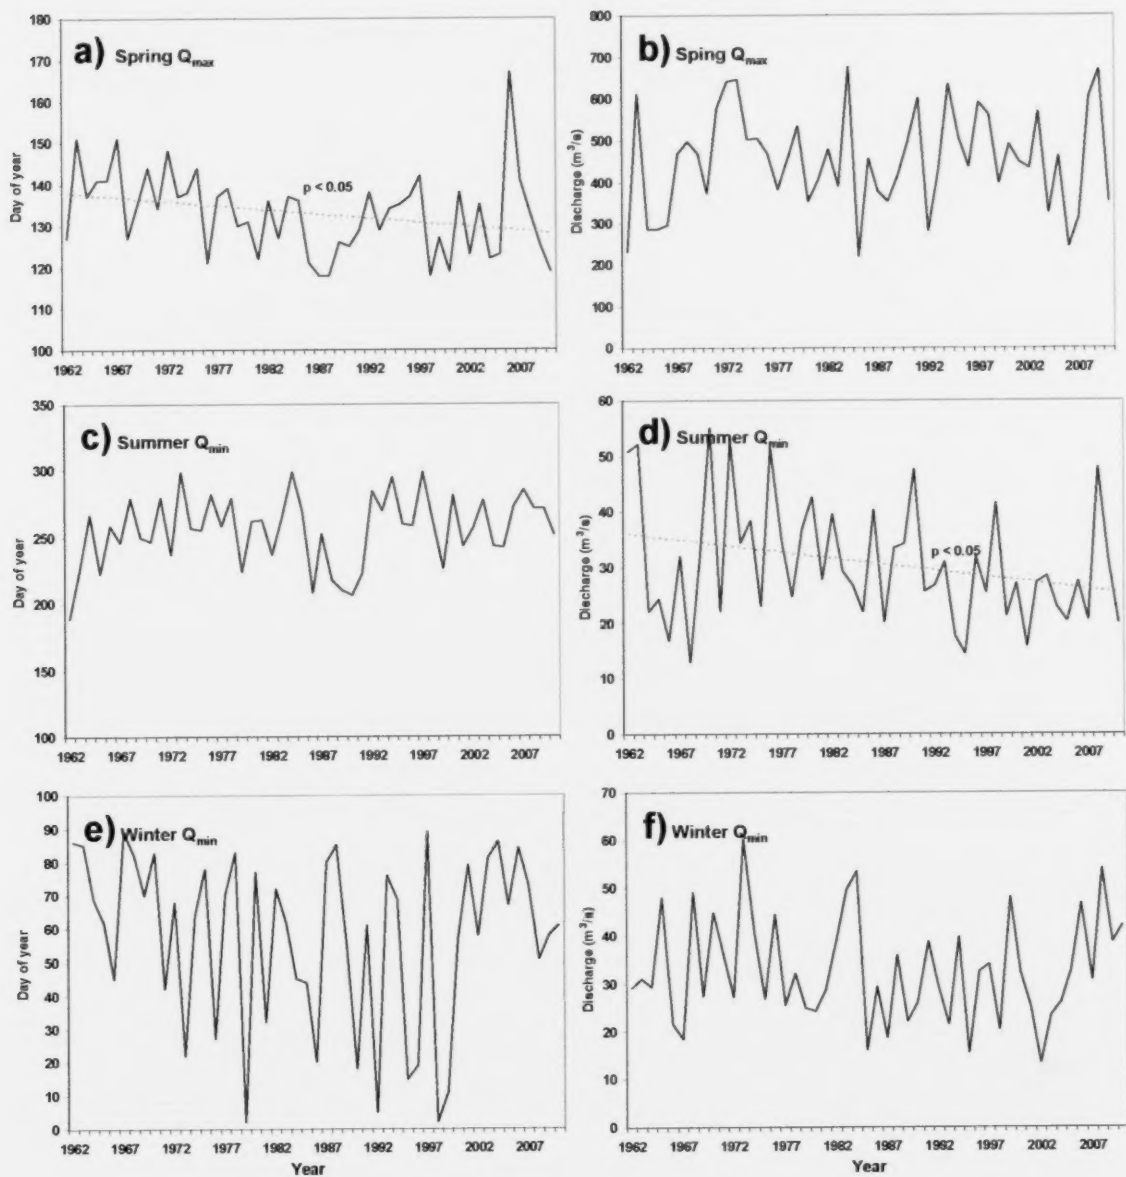 a) Spring Qmax
Day of year
180
170
160
150
140
130
120
110
100
p < 0.05
1962 1967 1972 1977 1982 1987 1992 1997 2002 2007
b) Sping Qmax
Discharge (m³/s)
800
700
600
500
400
300
200
100
0
1962 1967 1972 1977 1982 1987 1992 1997 2002 2007
c) Summer Qmin
Day of year
350
300
250
200
150
100
1962 1967 1972 1977 1982 1987 1992 1997 2002 2007
d) Summer Qmin
Discharge (m³/s)
60
50
40
30
20
10
0
p < 0.05
1962 1967 1972 1977 1982 1987 1992 1997 2002 2007
e) Winter Qmin
Day of year
100
90
80
70
60
50
40
30
20
10
0
1962 1967 1972 1977 1982 1987 1992 1997 2002 2007
Year
f) Winter Qmin
Discharge (m³/s)
70
60
50
40
30
20
10
0
1962 1967 1972 1977 1982 1987 1992 1997 2002 2007
Year